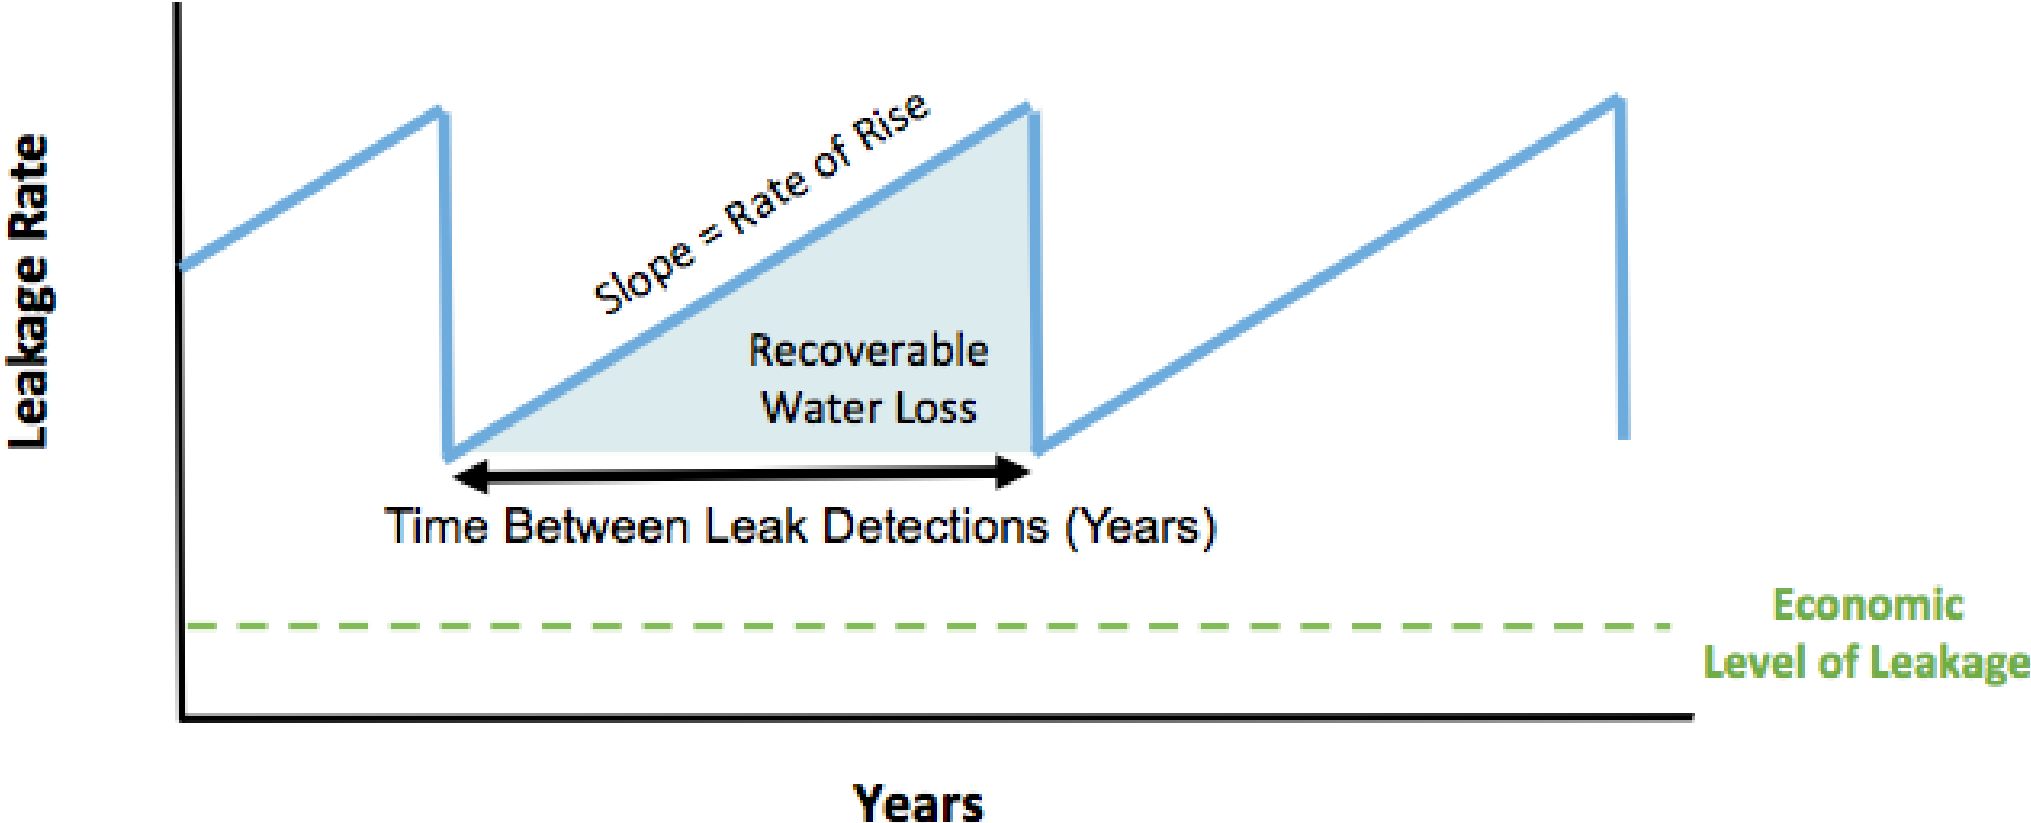 Leakage Rate
Slope = Rate of Rise
Recoverable
Water Loss
Time Between Leak Detections (Years)
Economic
Level of Leakage
Years